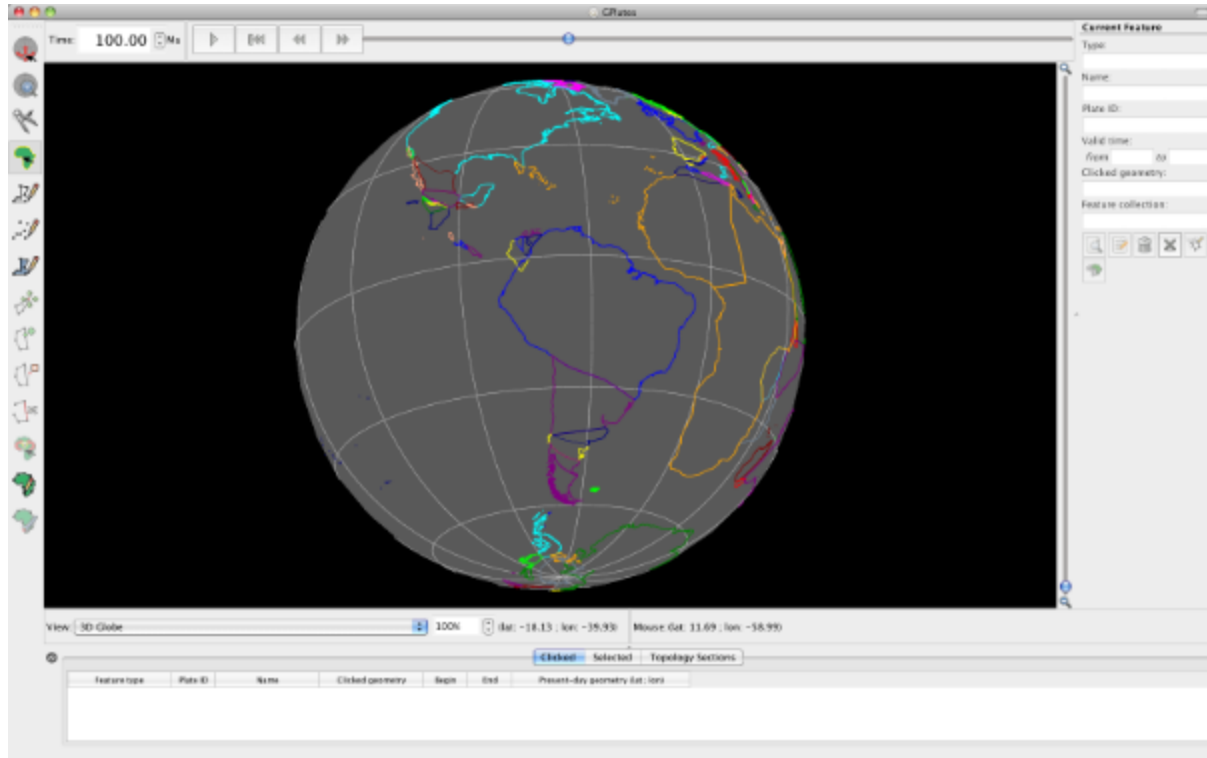 GPlates
Time: 100.00 Ma
Current Feature
Type:
Name:
Plate ID:
Valid time:
from to
Clicked geometry:
Feature collection:
View: 3D Globe 100% (lat: -18.13 ; lon: -39.93) Mouse (lat: 11.69 ; lon: -58.99)
Clicked Selected Topology Sections
Feature type Plate ID Name Clicked geometry Begin End Present-day geometry (lat ; lon)